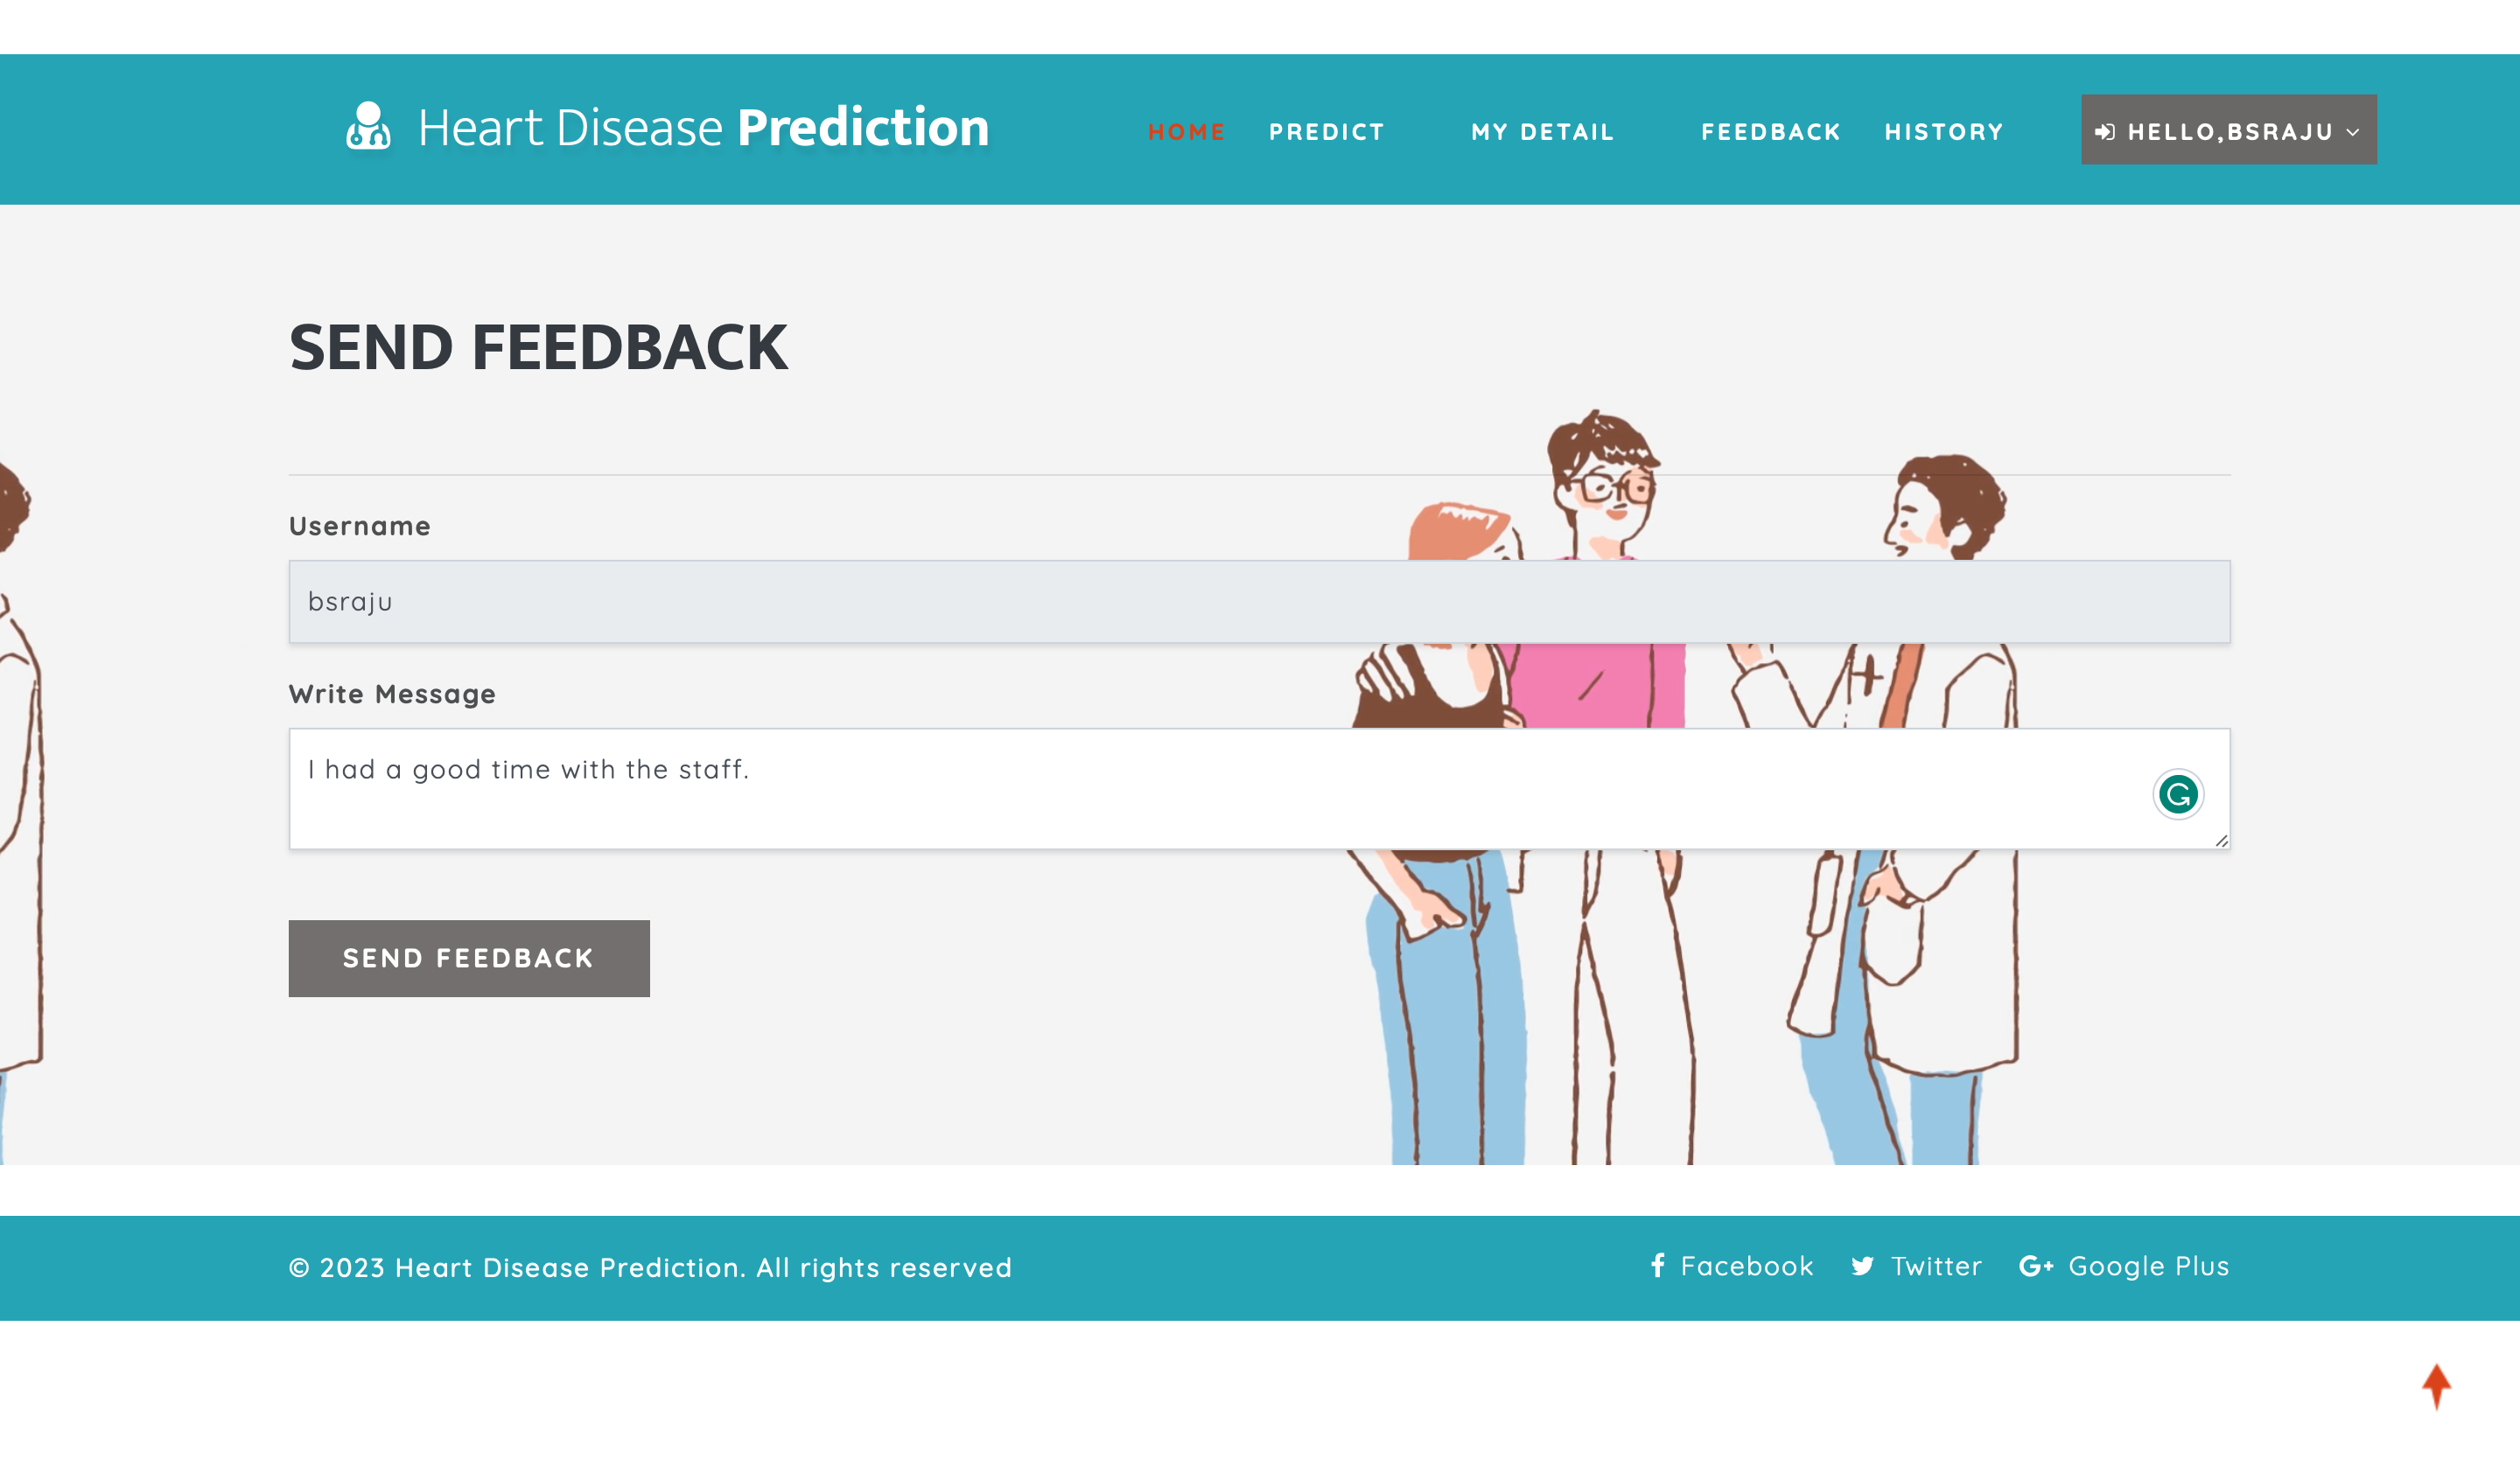 Heart Disease Prediction
HOME PREDICT MY DETAIL FEEDBACK HISTORY HELLO,BSRAJU
SEND FEEDBACK
Username
bsraju
Write Message
I had a good time with the staff.
SEND FEEDBACK
© 2023 Heart Disease Prediction. All rights reserved
Facebook Twitter Google Plus